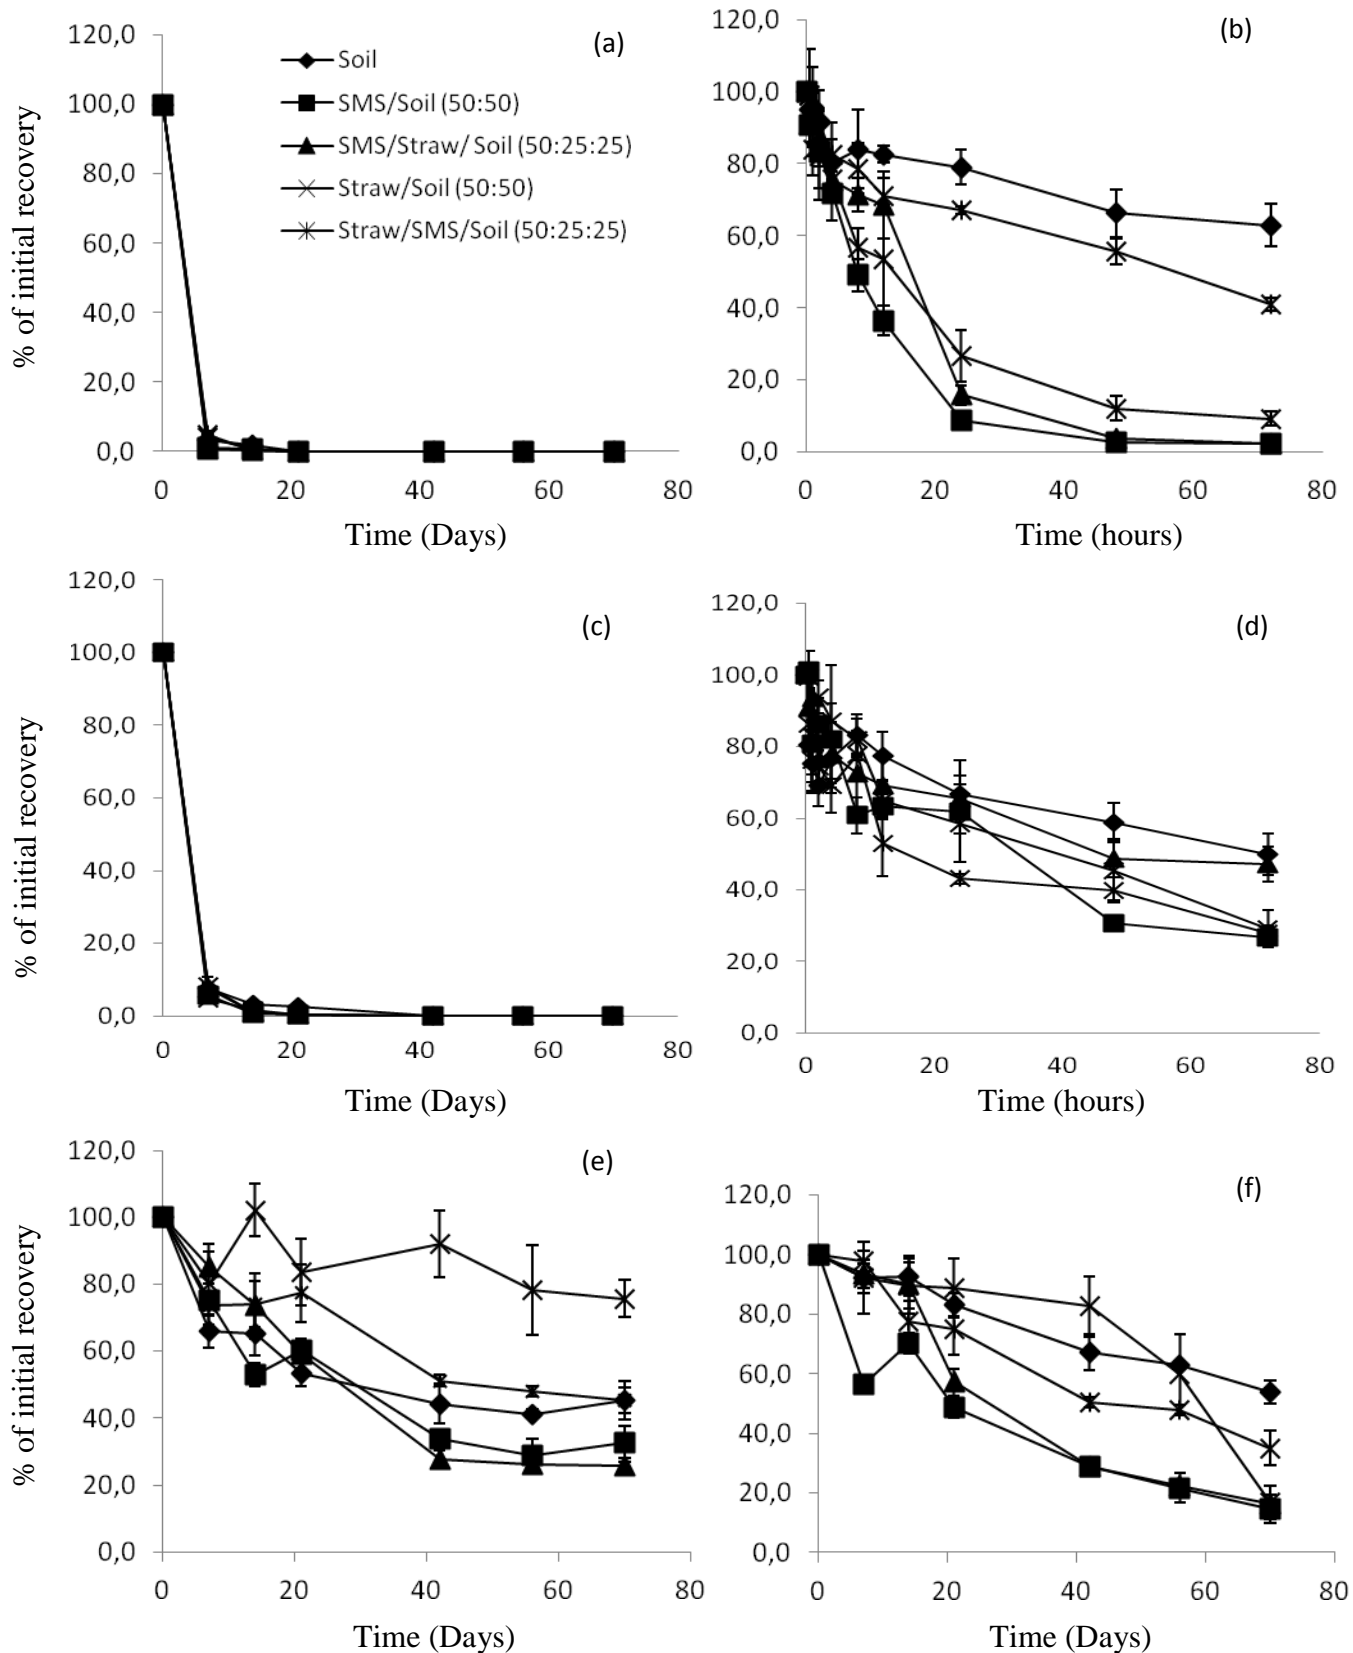 (a)
120,0
100,0
80,0
60,0
40,0
20,0
0,0
% of initial recovery
Soil
SMS/Soil (50:50)
SMS/Straw/ Soil (50:25:25)
Straw/Soil (50:50)
Straw/SMS/Soil (50:25:25)
0 20 40 60 80
Time (Days)
(b)
120,0
100,0
80,0
60,0
40,0
20,0
0,0
0 20 40 60 80
Time (hours)
(c)
120,0
100,0
80,0
60,0
40,0
20,0
0,0
% of initial recovery
0 20 40 60 80
Time (Days)
(d)
120,0
100,0
80,0
60,0
40,0
20,0
0,0
0 20 40 60 80
Time (hours)
(e)
120,0
100,0
80,0
60,0
40,0
20,0
0,0
% of initial recovery
0 20 40 60 80
Time (Days)
(f)
120,0
100,0
80,0
60,0
40,0
20,0
0,0
0 20 40 60 80
Time (Days)